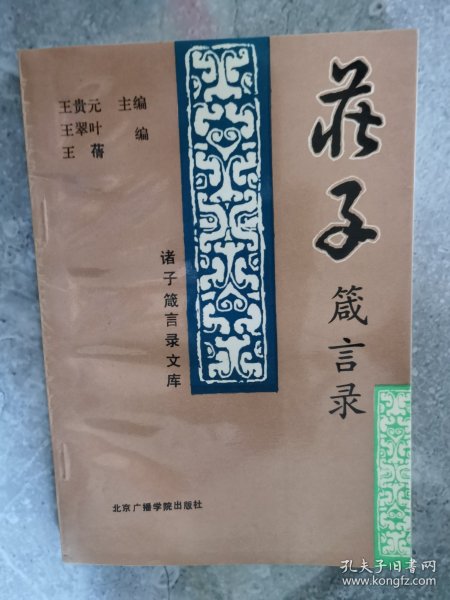 莊子
箴言录
王贵元 主编
王翠叶 编
王蒨
诸子箴言录文库
北京广播学院出版社
孔夫子旧书网
www.kongfz.com